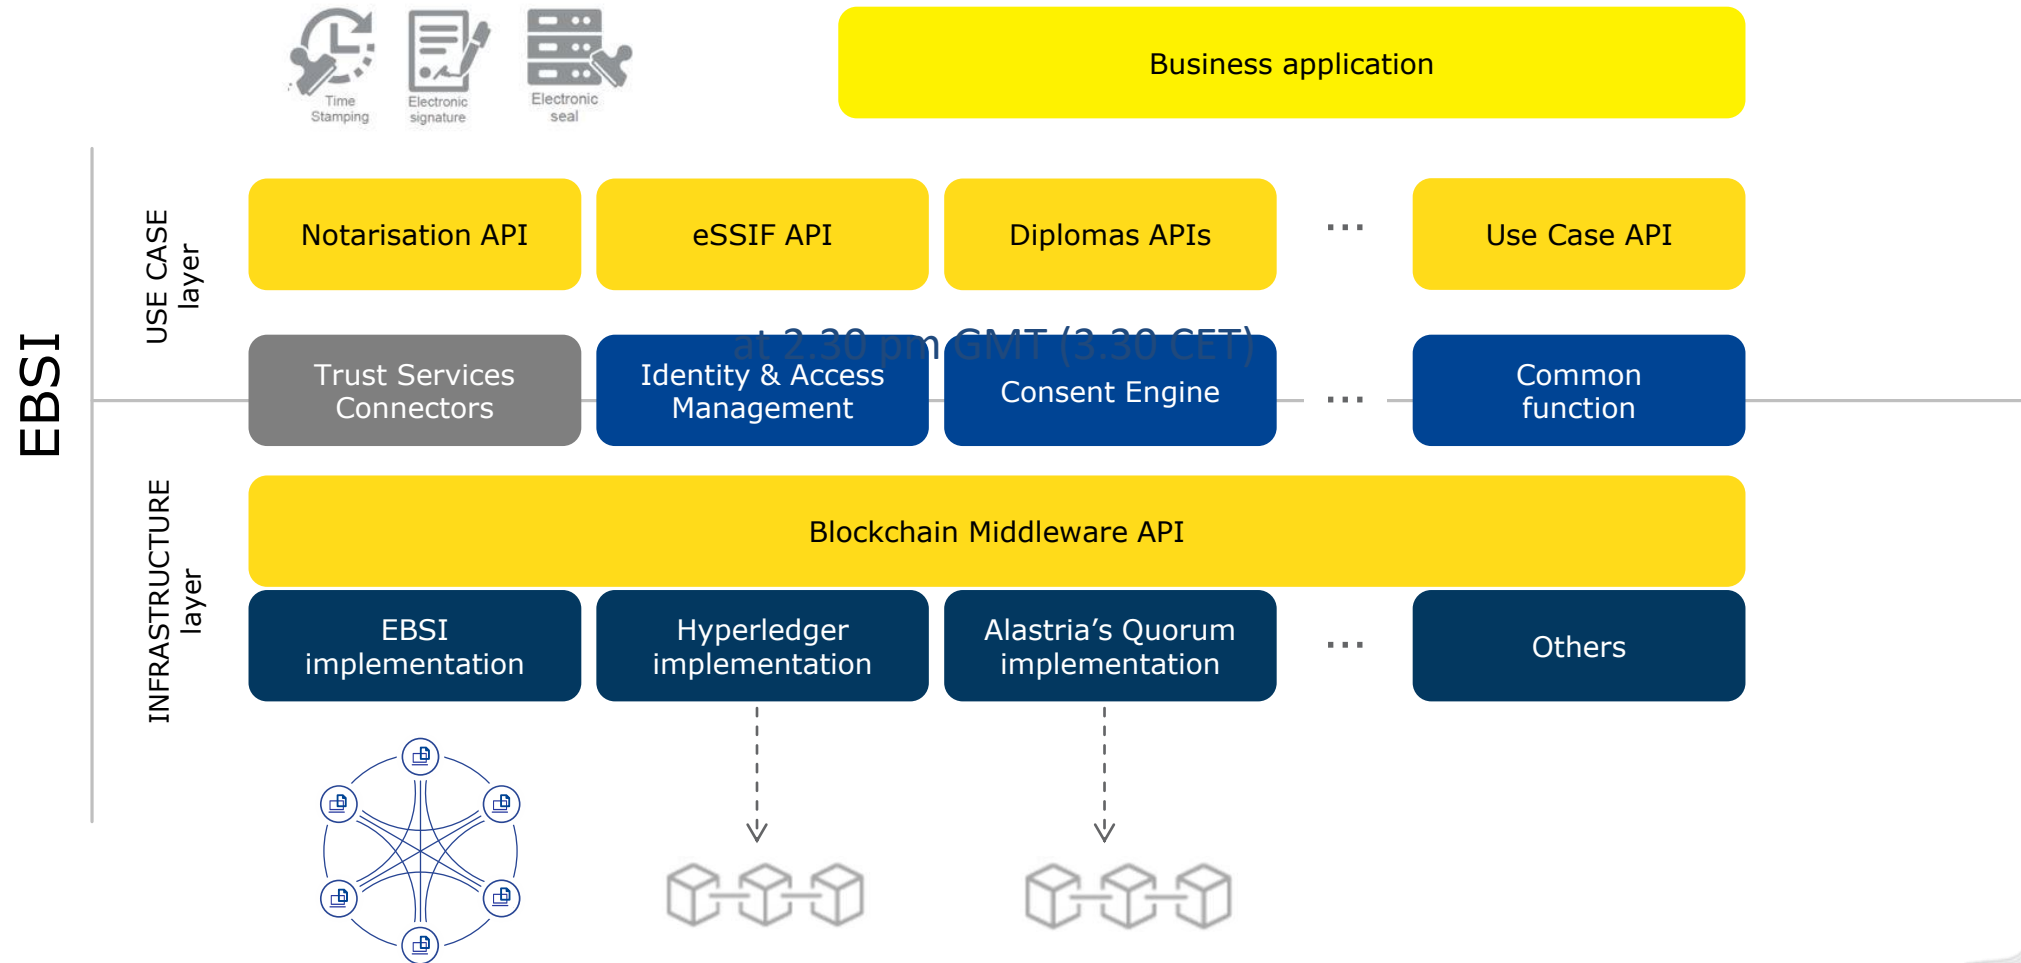 Time
Stamping
Electronic
signature
Electronic
seal
Business application
EBSI
USE CASE
layer
Notarisation API
eSSIF API
Diplomas APIs
...
Use Case API
at 2.30 pm GMT (3.30 CET)
Trust Services
Connectors
Identity & Access
Management
Consent Engine
...
Common
function
INFRASTRUCTURE
layer
Blockchain Middleware API
EBSI
implementation
Hyperledger
implementation
Alastria’s Quorum
implementation
...
Others